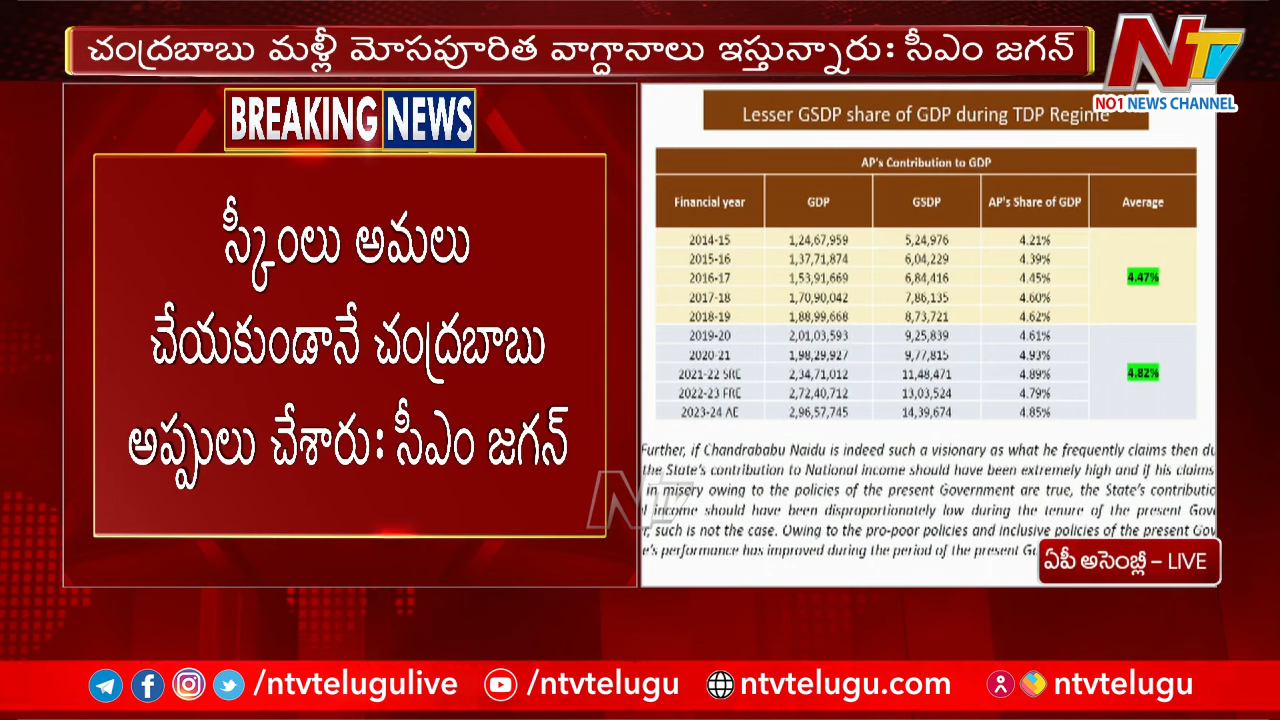 చంద్రబాబు మళ్లీ మోసపూరిత వాగ్దానాలు ఇస్తున్నారు : సీఎం జగన్
NTV
NO1 NEWS CHANNEL
BREAKING NEWS
స్కీంలు అమలు
చేయకుండానే చంద్రబాబు
అప్పులు చేశారు : సీఎం జగన్
Lesser GSDP share of GDP during TDP Regime
AP's Contribution to GDP
Financial year GDP GSDP AP's Share of GDP Average
2014-15 1,24,67,959 5,24,976 4.21%
2015-16 1,37,71,874 6,04,229 4.39%
2016-17 1,53,91,669 6,84,416 4.45% 4.47%
2017-18 1,70,90,042 7,86,135 4.60%
2018-19 1,88,99,668 8,73,721 4.62%
2019-20 2,01,03,593 9,25,839 4.61%
2020-21 1,98,29,927 9,77,815 4.93%
2021-22 SRE 2,34,71,012 11,48,471 4.89% 4.82%
2022-23 FRE 2,72,40,712 13,03,524 4.79%
2023-24 AE 2,96,57,745 14,39,674 4.85%
Further, if Chandrababu Naidu is indeed such a visionary as what he frequently claims then du
the State's contribution to National income should have been extremely high and if his claims
in misery owing to the policies of the present Government are true, the State's contributio
l income should have been disproportionately low during the tenure of the present Gov
r, such is not the case. Owing to the pro-poor policies and inclusive policies of the present Gov
e's performance has improved during the period of the present Go
NTV
ఏపీ అసెంబ్లీ – LIVE
/ntvtelugulive /ntvtelugu ntvtelugu.com ntvtelugu